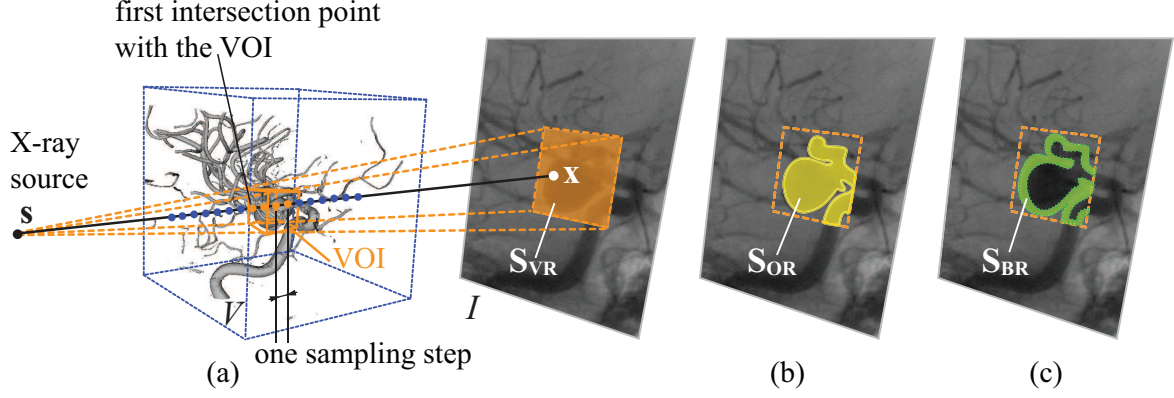 first intersection point
with the VOI
X-ray
source
s
x
VOI
S_VR
S_OR
S_BR
V
I
one sampling step
(a)
(b)
(c)